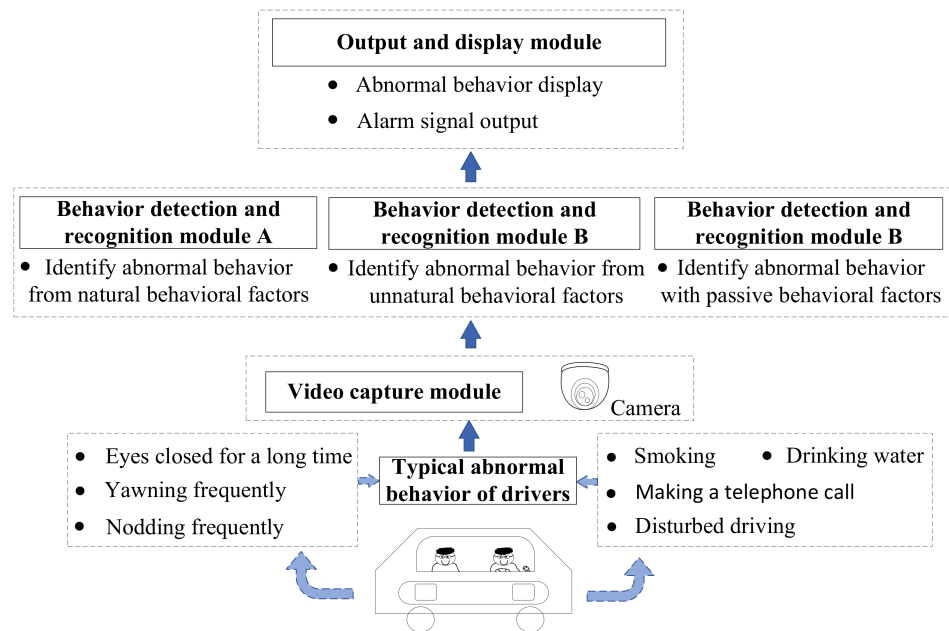 Output and display module
• Abnormal behavior display
• Alarm signal output
Behavior detection and
recognition module A
• Identify abnormal behavior
from natural behavioral factors
Behavior detection and
recognition module B
• Identify abnormal behavior from
unnatural behavioral factors
Behavior detection and
recognition module B
• Identify abnormal behavior
with passive behavioral factors
Video capture module
Camera
• Eyes closed for a long time
• Yawning frequently
• Nodding frequently
Typical abnormal
behavior of drivers
• Smoking • Drinking water
• Making a telephone call
• Disturbed driving